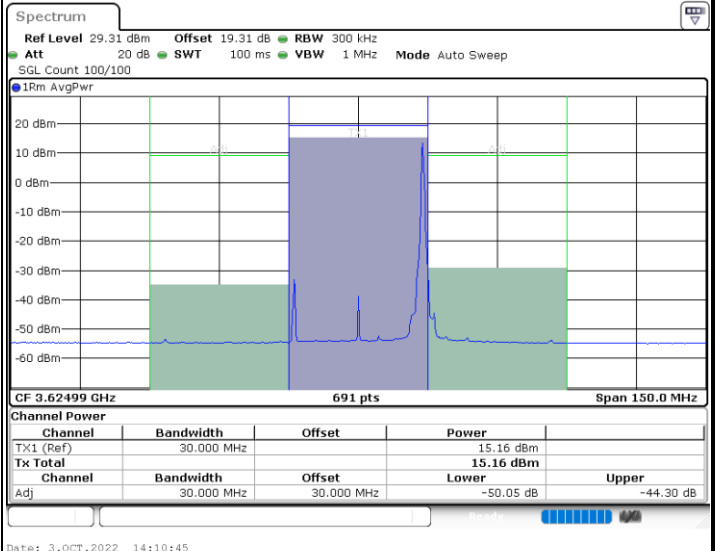 Spectrum
Ref Level 29.31 dBm Offset 19.31 dB RBW 300 kHz
Att 20 dB SWT 100 ms VBW 1 MHz Mode Auto Sweep
SGL Count 100/100
1Rm AvgPwr
20 dBm
TX1
10 dBm
Adj Adj
0 dBm
-10 dBm
-20 dBm
-30 dBm
-40 dBm
-50 dBm
-60 dBm
CF 3.62499 GHz 691 pts Span 150.0 MHz
Channel Power
Channel Bandwidth Offset Power
TX1 (Ref) 30.000 MHz 15.16 dBm
Tx Total 15.16 dBm
Channel Bandwidth Offset Lower Upper
Adj 30.000 MHz 30.000 MHz -50.05 dB -44.30 dB
Ready
Date: 3.OCT.2022 14:10:45